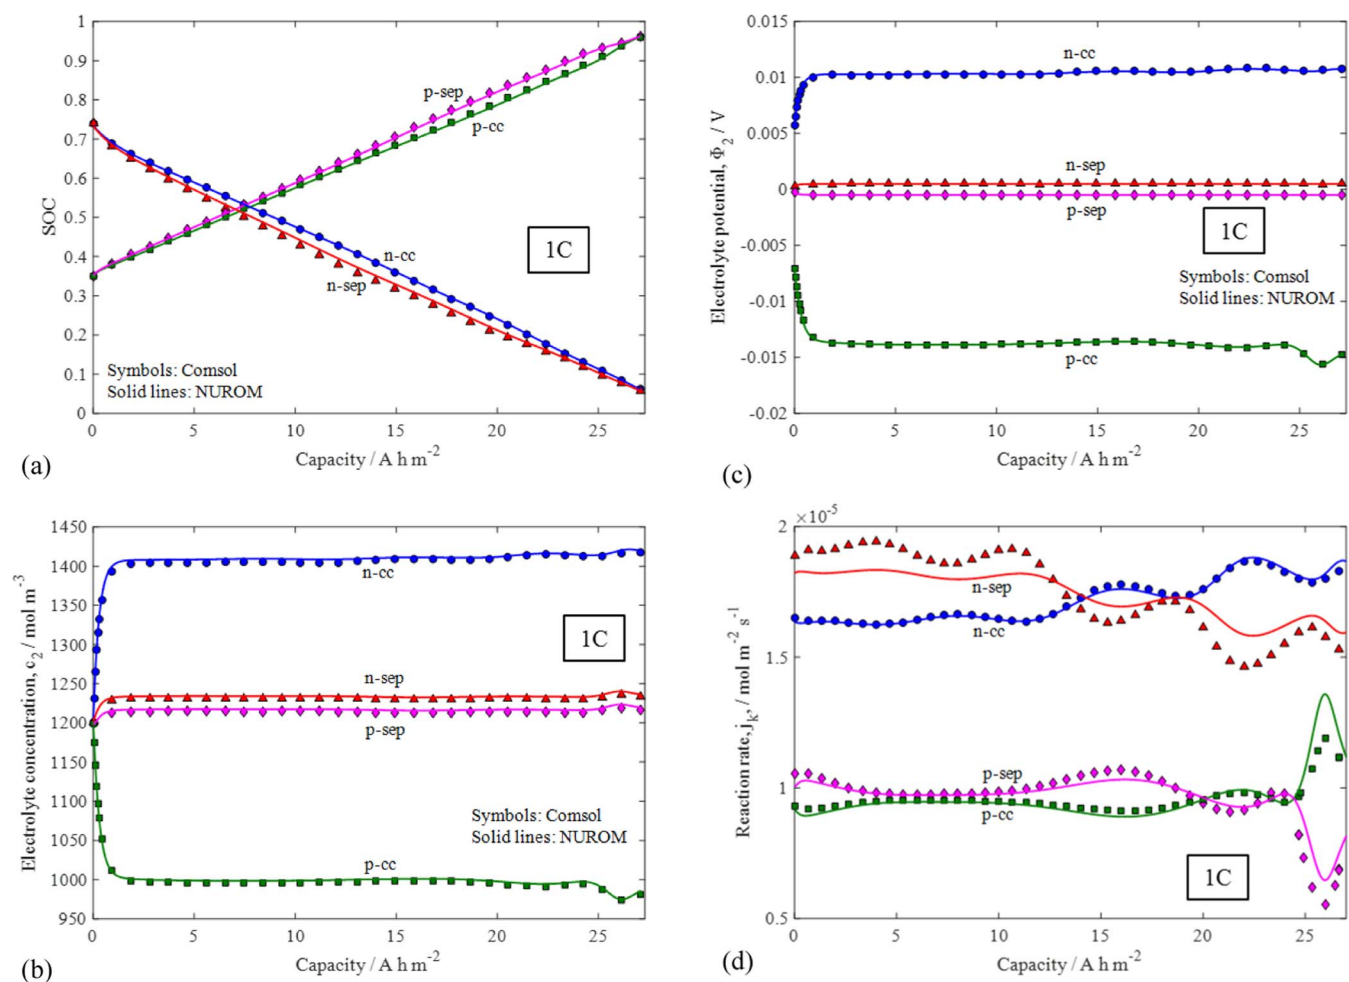 1
0.9
0.8
0.7
0.6
0.5
0.4
0.3
0.2
0.1
0
SOC
p-sep
p-cc
n-cc
n-sep
1C
Symbols: Comsol
Solid lines: NUROM
0 5 10 15 20 25
Capacity / A h m-2
(a)
0.015
0.01
0.005
0
-0.005
-0.01
-0.015
-0.02
Electrolyte potential, Φ2 / V
n-cc
n-sep
p-sep
1C
Symbols: Comsol
Solid lines: NUROM
p-cc
0 5 10 15 20 25
Capacity / A h m-2
(c)
1450
1400
1350
1300
1250
1200
1150
1100
1050
1000
950
Electrolyte concentration, c2 / mol m-3
n-cc
1C
n-sep
p-sep
Symbols: Comsol
Solid lines: NUROM
p-cc
0 5 10 15 20 25
Capacity / A h m-2
(b)
×10-5
2
1.5
1
0.5
Reaction rate, jk, / mol m-2 s-1
n-sep
n-cc
p-sep
p-cc
1C
0 5 10 15 20 25
Capacity / A h m-2
(d)